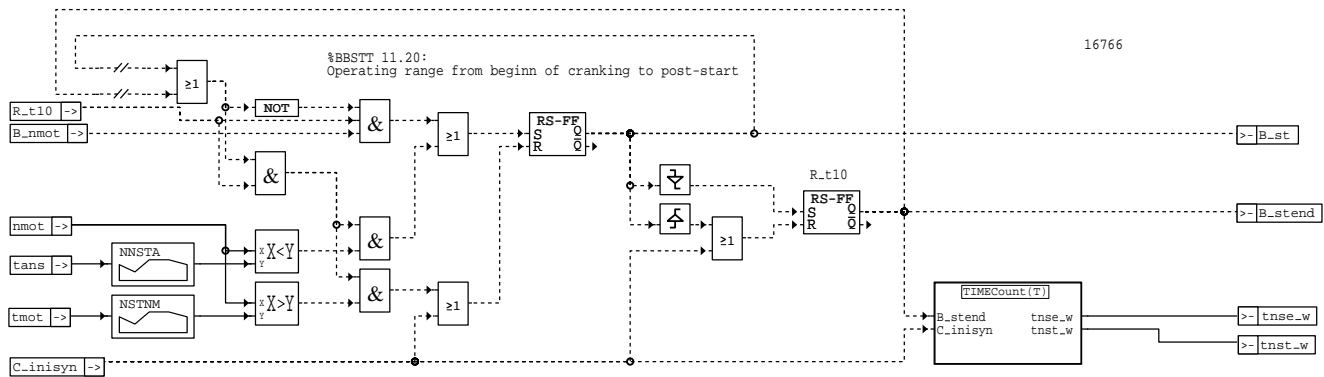 16766
%BBSTT 11.20:
Operating range from beginn of cranking to post-start
≥1
R_t10 ->
NOT
&
B_nmot ->
≥1
RS-FF
S Q
R Q
>- B_st
&
R_t10
RS-FF
S Q
R Q
>- B_stend
nmot ->
&
≥1
tans ->
NNSTA
X X<Y
Y
&
tmot ->
NSTNM
X X>Y
Y
≥1
TIMECount(T)
B_stend tnse_w
C_inisyn tnst_w
>- tnse_w
>- tnst_w
C_inisyn ->